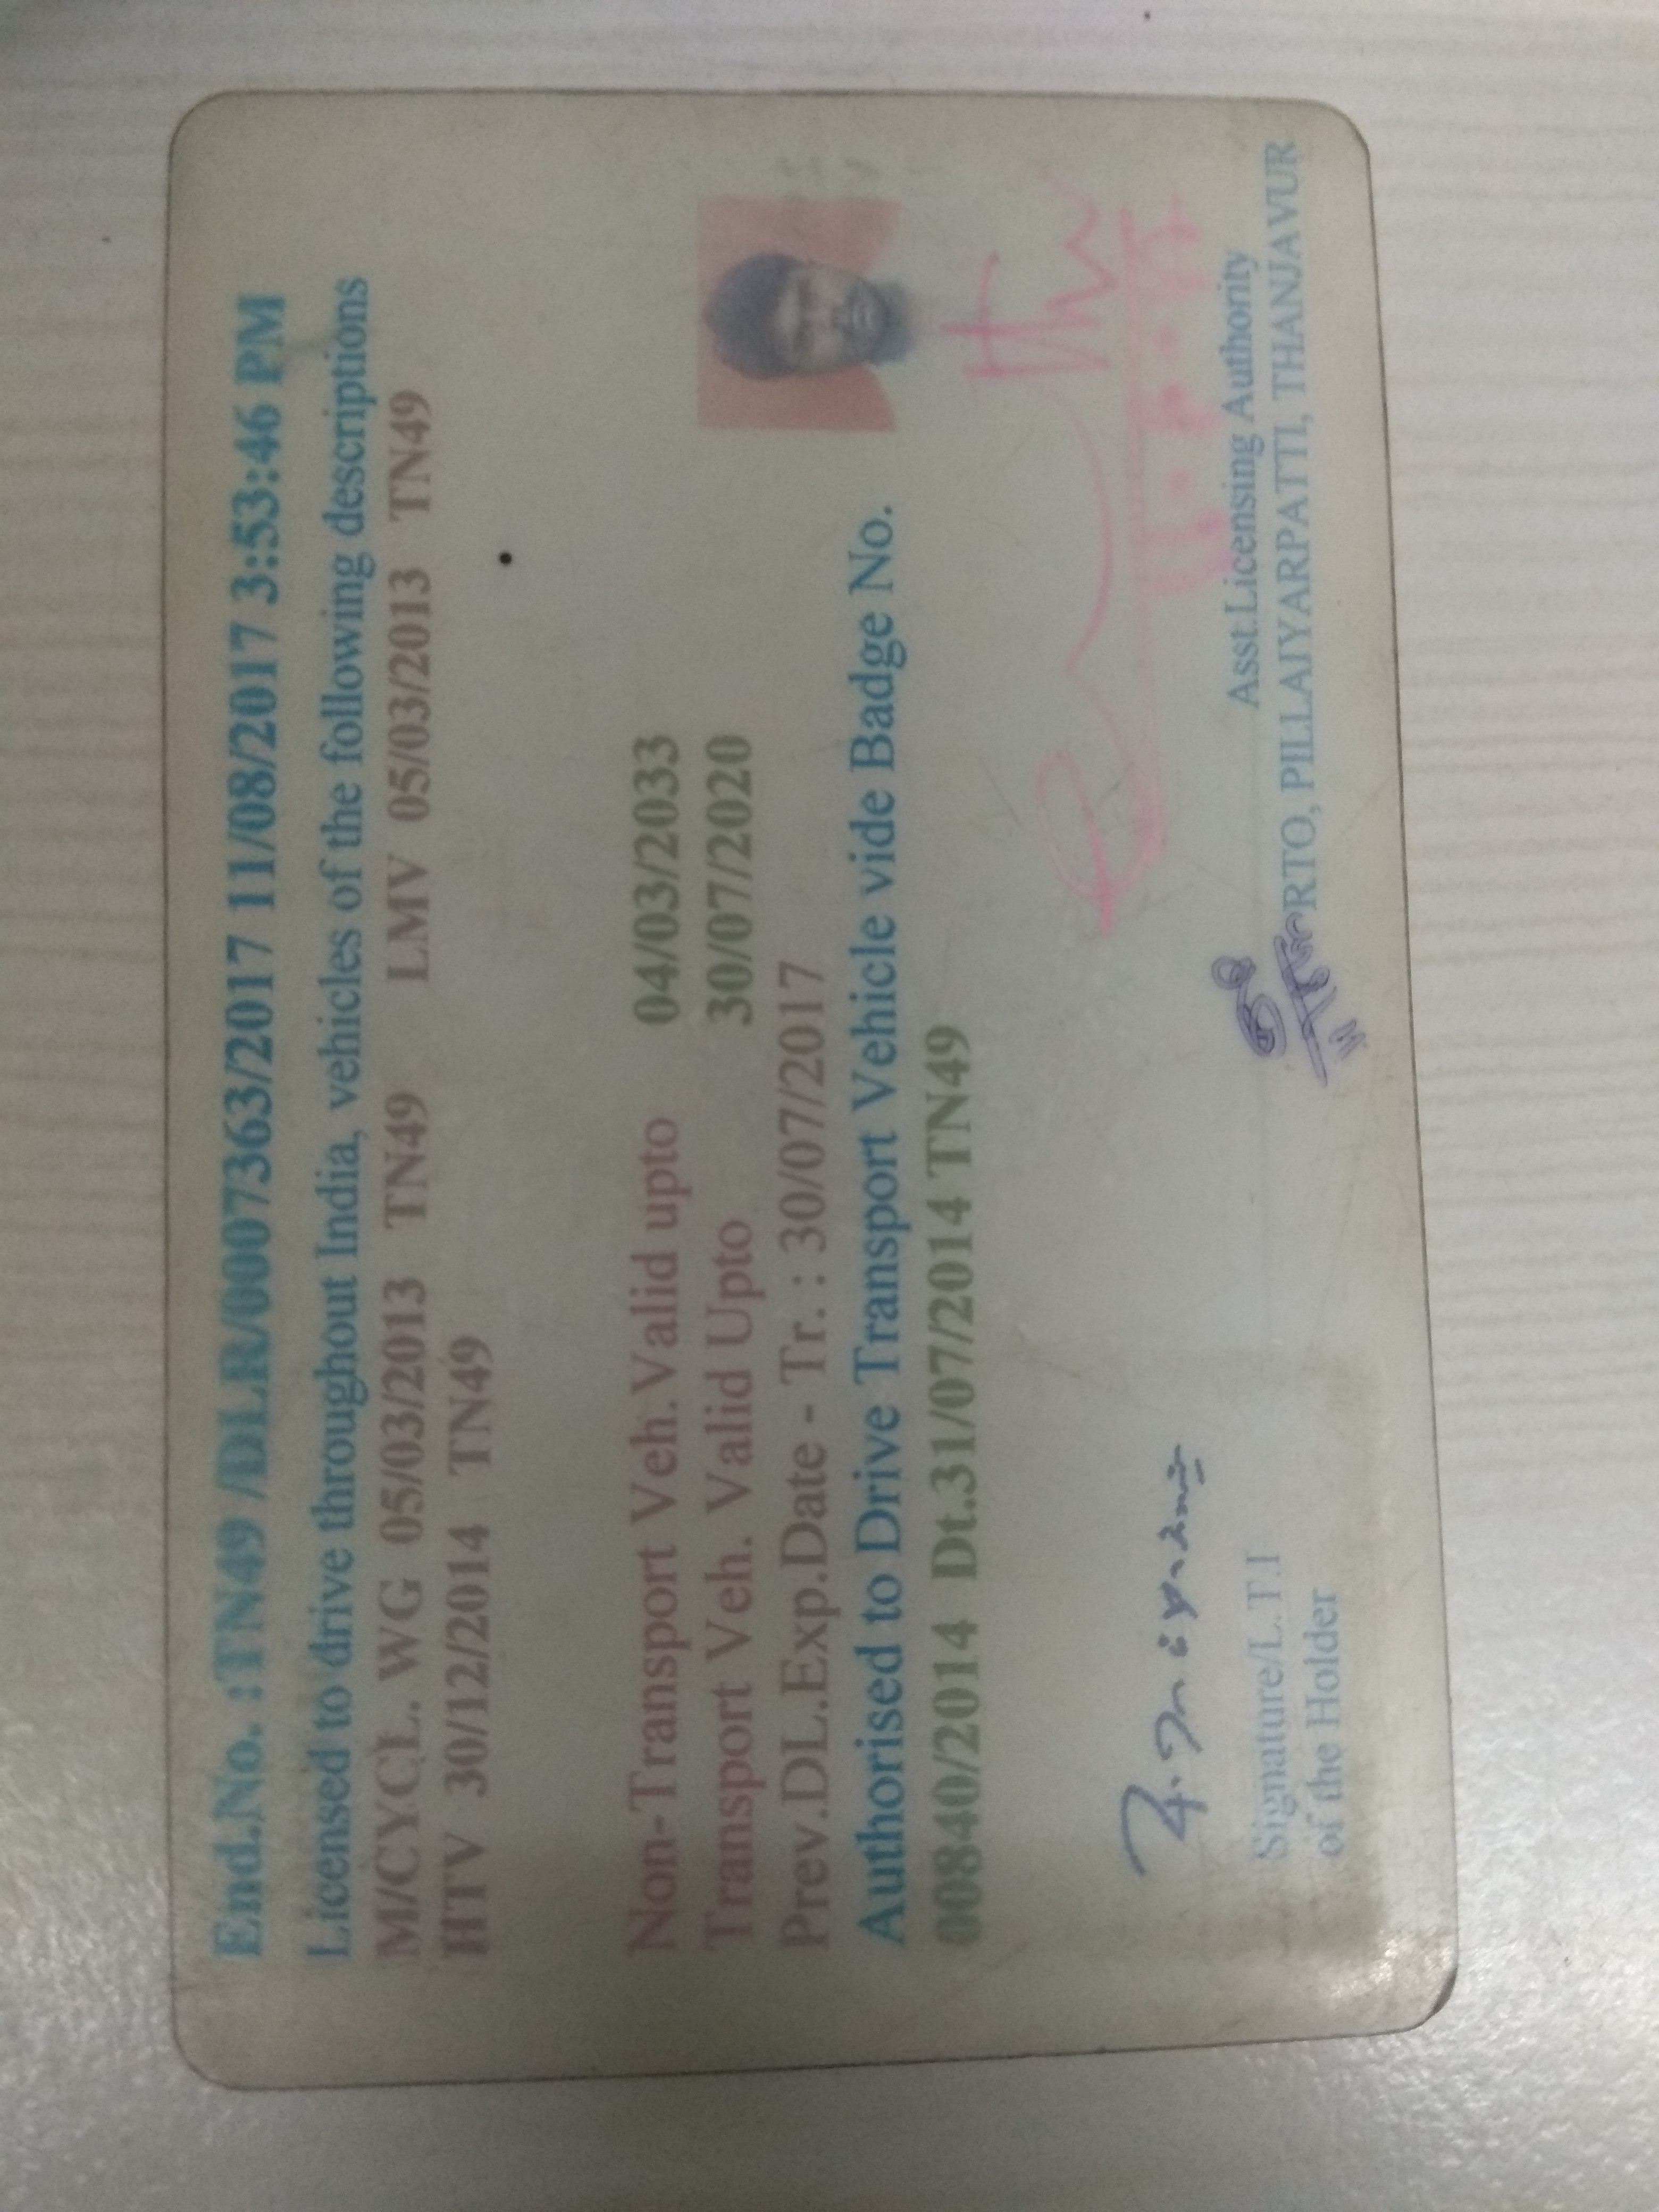 End.No. :TN49 /DLR/0007363/2017 11/08/2017 3:53:46 PM
Licensed to drive throughout India, vehicles of the following descriptions
M/CYCL. WG 05/03/2013 TN49 LMV 05/03/2013 TN49
HTV 30/12/2014 TN49
Non-Transport Veh.Valid upto 04/03/2033
Transport Veh. Valid Upto 30/07/2020
Prev.DL.Exp.Date - Tr. : 30/07/2017
Authorised to Drive Transport Vehicle vide Badge No.
00840/2014 Dt.31/07/2014 TN49
Signature/L.T.I
of the Holder
Asst.Licensing Authority
RTO, PILLAIYARPATTI, THANJAVUR